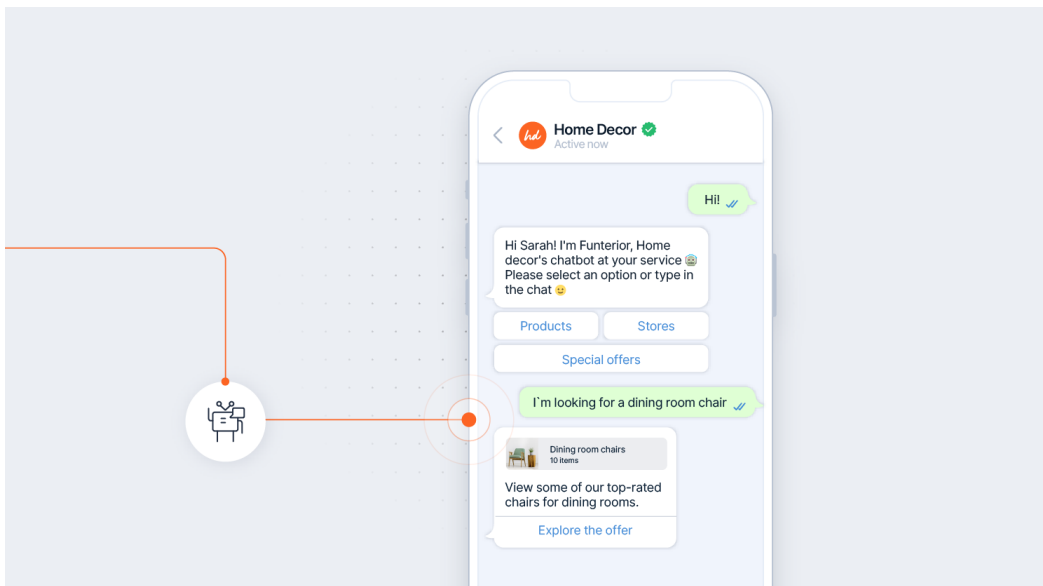 hd
Home Decor
Active now
Hi!
Hi Sarah! I'm Funterior, Home
decor's chatbot at your service 🤖
Please select an option or type in
the chat 🙂
Products
Stores
Special offers
I`m looking for a dining room chair
Dining room chairs
10 items
View some of our top-rated
chairs for dining rooms.
Explore the offer